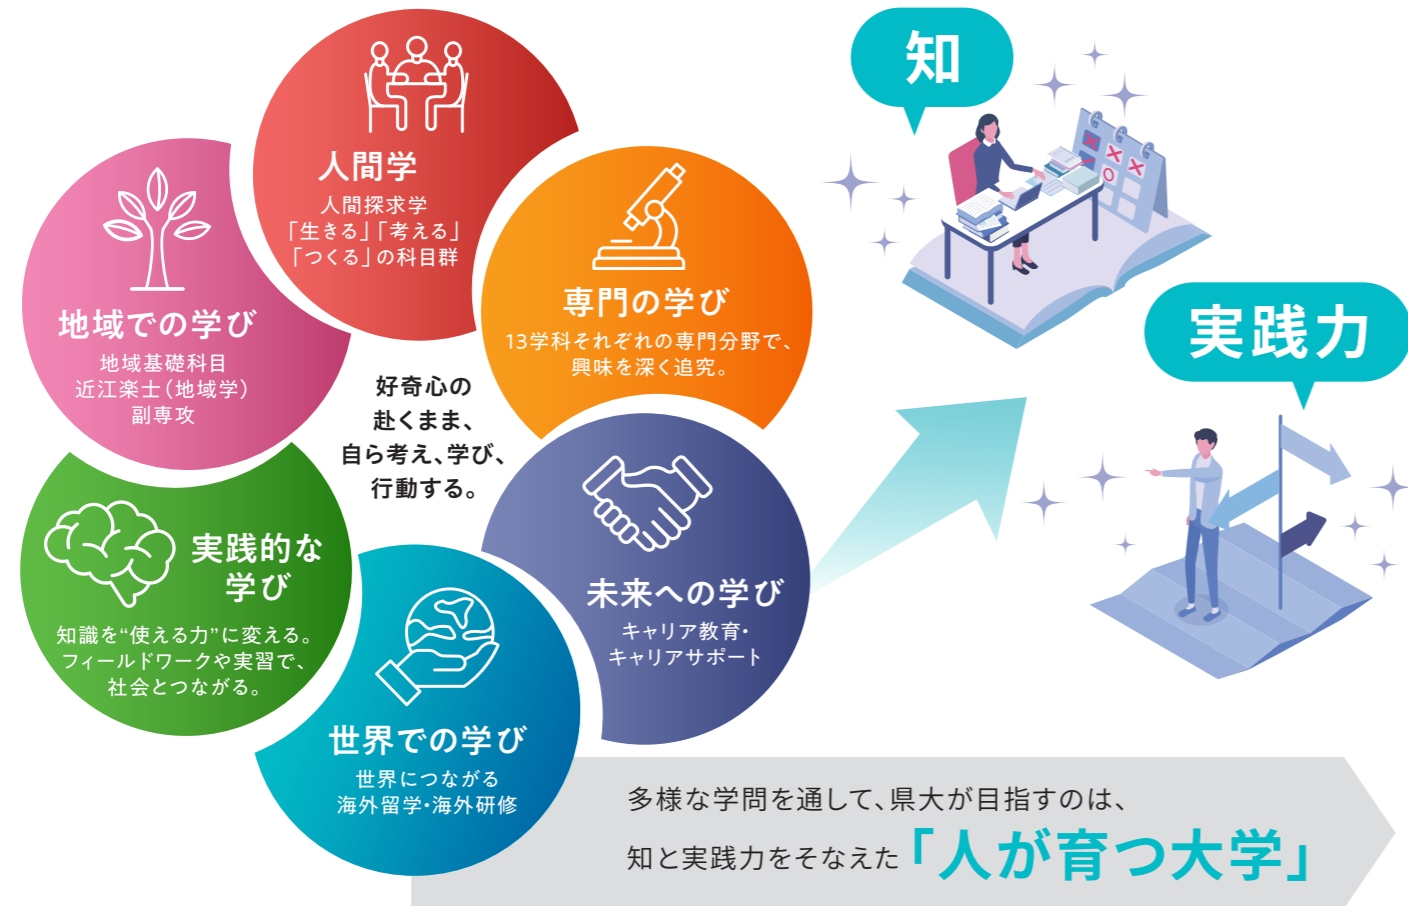 人間学
人間探求学
「生きる」「考える」
「つくる」の科目群
専門の学び
13学科それぞれの専門分野で、
興味を深く追究。
未来への学び
キャリア教育・
キャリアサポート
世界での学び
世界につながる
海外留学・海外研修
実践的な
学び
知識を“使える力”に変える。
フィールドワークや実習で、
社会とつながる。
地域での学び
地域基礎科目
近江楽士（地域学）
副専攻
好奇心の
赴くまま、
自ら考え、学び、
行動する。
知
実践力
多様な学問を通して、県大が目指すのは、
知と実践力をそなえた「人が育つ大学」